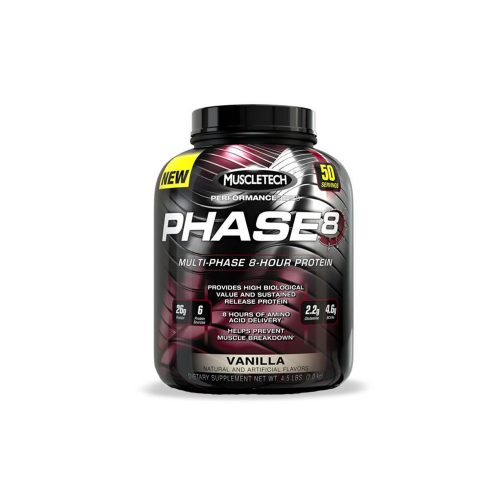 NEW
MUSCLETECH
50
SERVINGS
PERFORMANCE
PHASE8
MULTI-PHASE 8-HOUR PROTEIN
PROVIDES HIGH BIOLOGICAL
VALUE AND SUSTAINED
RELEASE PROTEIN
26g
6
8 HOURS OF AMINO
ACID DELIVERY
2.2g
4.6g
HELPS PREVENT
MUSCLE BREAKDOWN
VANILLA
NATURAL AND ARTIFICIAL FLAVORS
DIETARY SUPPLEMENT NET WT. 4.5 LBS.